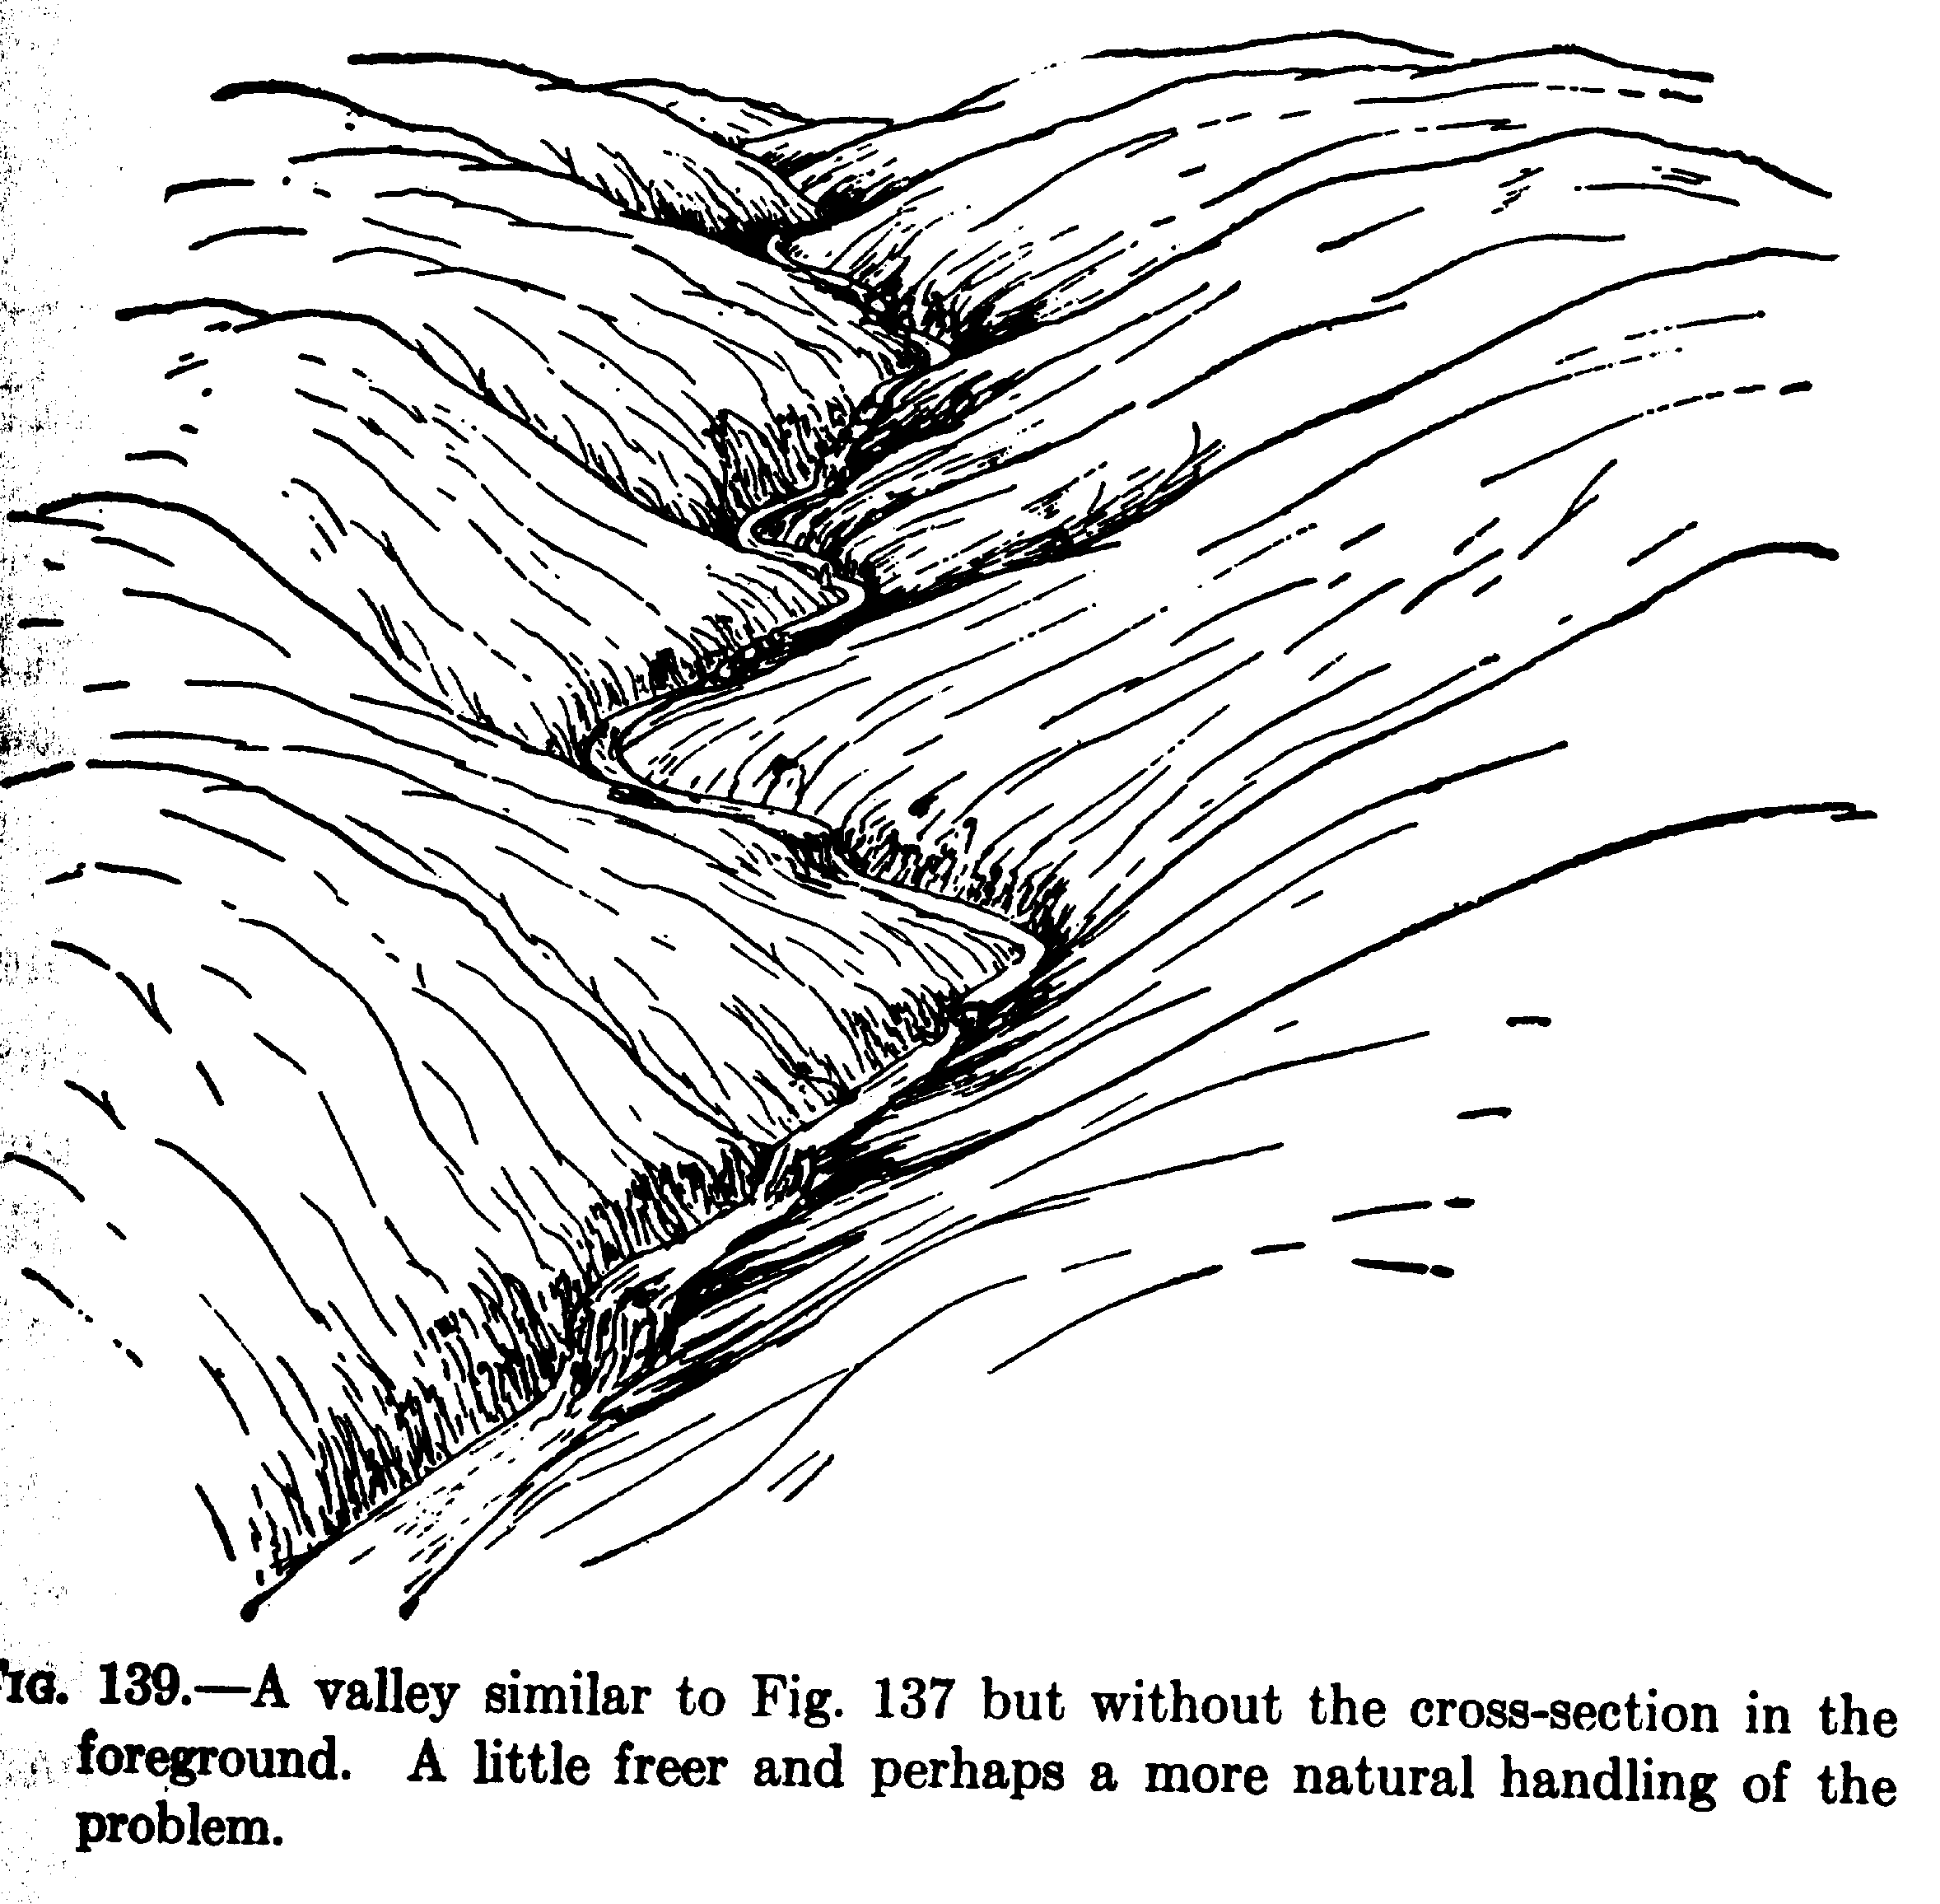 FIG. 139.—A valley similar to Fig. 137 but without the cross-section in the
foreground. A little freer and perhaps a more natural handling of the
problem.